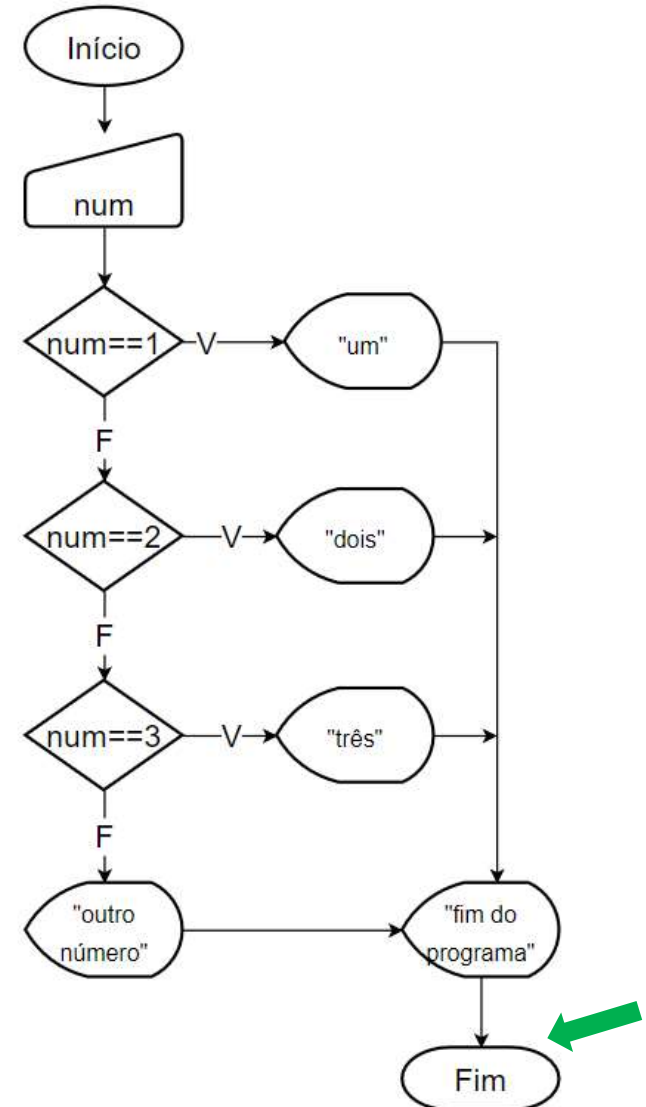 Início
num
num==1
V
"um"
F
num==2
V
"dois"
F
num==3
V
"três"
F
"outro
número"
"fim do
programa"
Fim